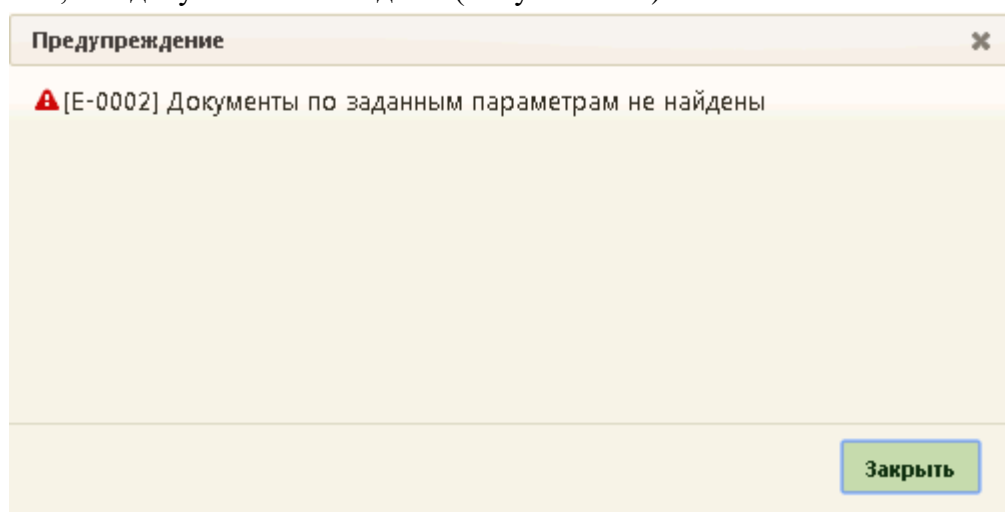 Предупреждение
[E-0002] Документы по заданным параметрам не найдены
Закрыть